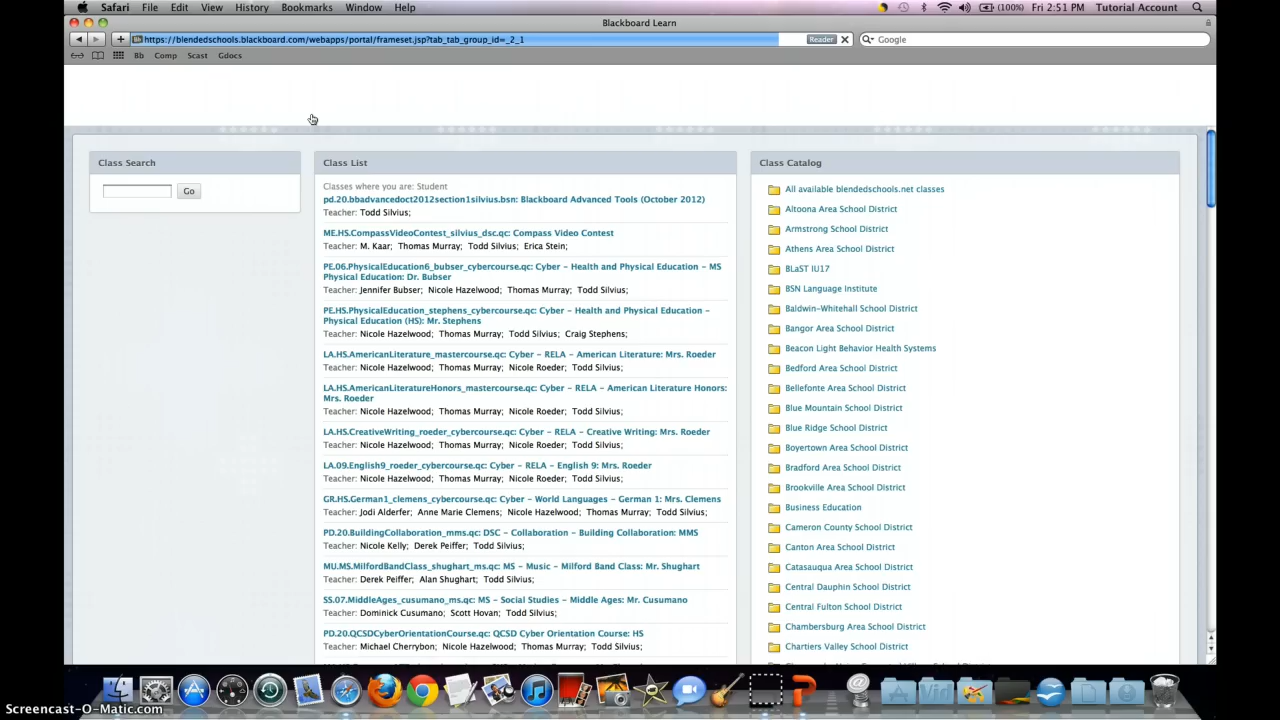 Safari File Edit View History Bookmarks Window Help (100%) Fri 2:51 PM Tutorial Account
Blackboard Learn
https://blendedschools.blackboard.com/webapps/portal/frameset.jsp?tab_tab_group_id=_2_1 Reader Google
Bb Comp Scast Gdocs
Class Search
Go
Class List
Classes where you are: Student
pd.20.bbadvancedoct2012section1silvius.bsn: Blackboard Advanced Tools (October 2012)
Teacher: Todd Silvius;
ME.HS.CompassVideoContest_silvius_dsc.qc: Compass Video Contest
Teacher: M. Kaar; Thomas Murray; Todd Silvius; Erica Stein;
PE.06.PhysicalEducation6_bubser_cybercourse.qc: Cyber - Health and Physical Education - MS
Physical Education: Dr. Bubser
Teacher: Jennifer Bubser; Nicole Hazelwood; Thomas Murray; Todd Silvius;
PE.HS.PhysicalEducation_stephens_cybercourse.qc: Cyber - Health and Physical Education -
Physical Education (HS): Mr. Stephens
Teacher: Nicole Hazelwood; Thomas Murray; Todd Silvius; Craig Stephens;
LA.HS.AmericanLiterature_mastercourse.qc: Cyber - RELA - American Literature: Mrs. Roeder
Teacher: Nicole Hazelwood; Thomas Murray; Nicole Roeder; Todd Silvius;
LA.HS.AmericanLiteratureHonors_mastercourse.qc: Cyber - RELA - American Literature Honors:
Mrs. Roeder
Teacher: Nicole Hazelwood; Thomas Murray; Nicole Roeder; Todd Silvius;
LA.HS.CreativeWriting_roeder_cybercourse.qc: Cyber - RELA - Creative Writing: Mrs. Roeder
Teacher: Nicole Hazelwood; Thomas Murray; Nicole Roeder; Todd Silvius;
LA.09.English9_roeder_cybercourse.qc: Cyber - RELA - English 9: Mrs. Roeder
Teacher: Nicole Hazelwood; Thomas Murray; Nicole Roeder; Todd Silvius;
GR.HS.German1_clemens_cybercourse.qc: Cyber - World Languages - German 1: Mrs. Clemens
Teacher: Jodi Alderfer; Anne Marie Clemens; Nicole Hazelwood; Thomas Murray; Todd Silvius;
PD.20.BuildingCollaboration_mms.qc: DSC - Collaboration - Building Collaboration: MMS
Teacher: Nicole Kelly; Derek Peiffer; Todd Silvius;
MU.MS.MilfordBandClass_shughart_ms.qc: MS - Music - Milford Band Class: Mr. Shughart
Teacher: Derek Peiffer; Alan Shughart; Todd Silvius;
SS.07.MiddleAges_cusumano_ms.qc: MS - Social Studies - Middle Ages: Mr. Cusumano
Teacher: Dominick Cusumano; Scott Hovan; Todd Silvius;
PD.20.QCSDCyberOrientationCourse.qc: QCSD Cyber Orientation Course: HS
Teacher: Michael Cherrybon; Nicole Hazelwood; Thomas Murray; Todd Silvius;
Class Catalog
All available blendedschools.net classes
Altoona Area School District
Armstrong School District
Athens Area School District
BLaST IU17
BSN Language Institute
Baldwin-Whitehall School District
Bangor Area School District
Beacon Light Behavior Health Systems
Bedford Area School District
Bellefonte Area School District
Blue Mountain School District
Blue Ridge School District
Boyertown Area School District
Bradford Area School District
Brookville Area School District
Business Education
Cameron County School District
Canton Area School District
Catasauqua Area School District
Central Dauphin School District
Central Fulton School District
Chambersburg Area School District
Chartiers Valley School District
Screencast-O-Matic.com